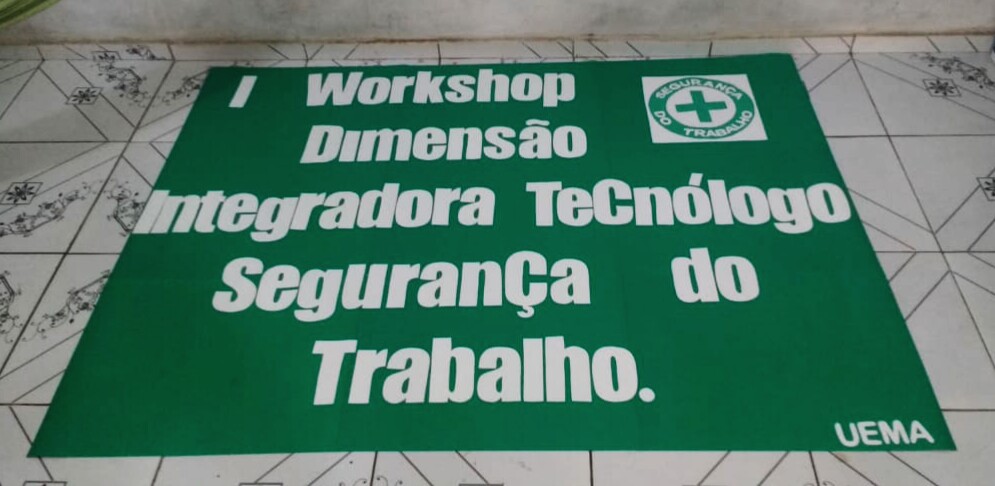 I Workshop
Dimensão
Integradora TeCnólogo
SeguranÇa do
Trabalho.
SEGURANÇA
DO TRABALHO
UEMA